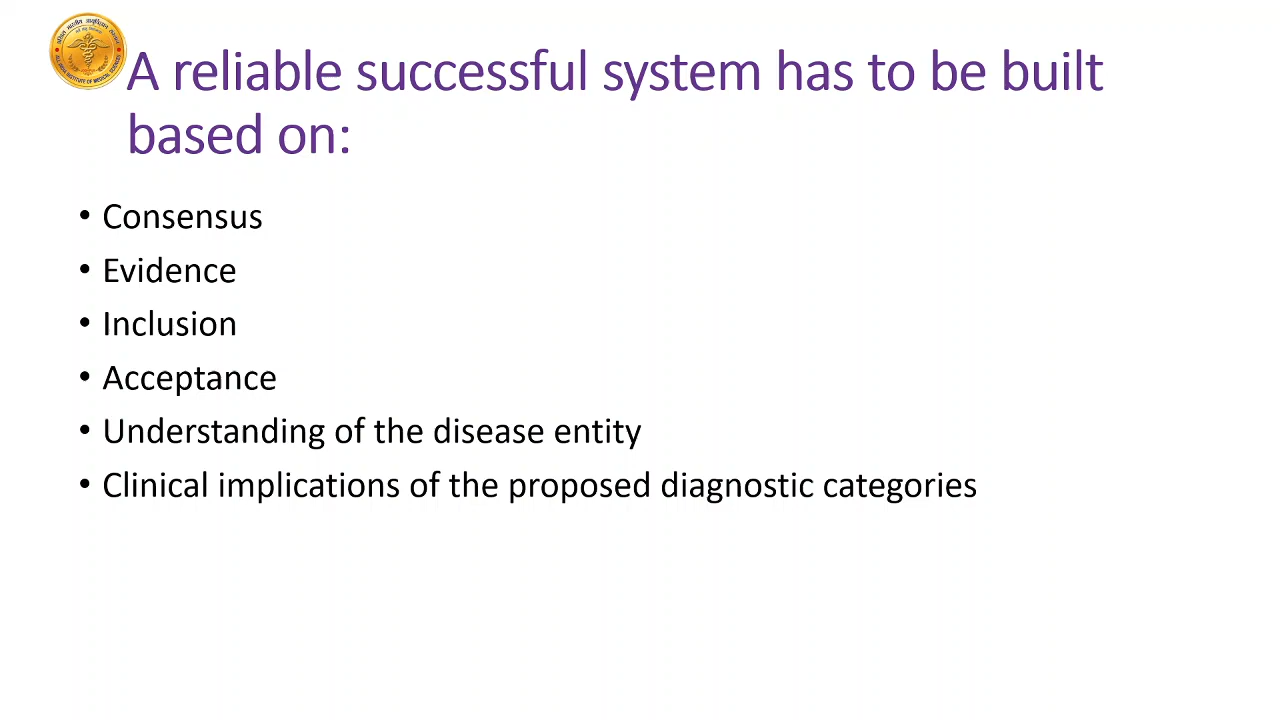 A reliable successful system has to be built
based on:
• Consensus
• Evidence
• Inclusion
• Acceptance
• Understanding of the disease entity
• Clinical implications of the proposed diagnostic categories